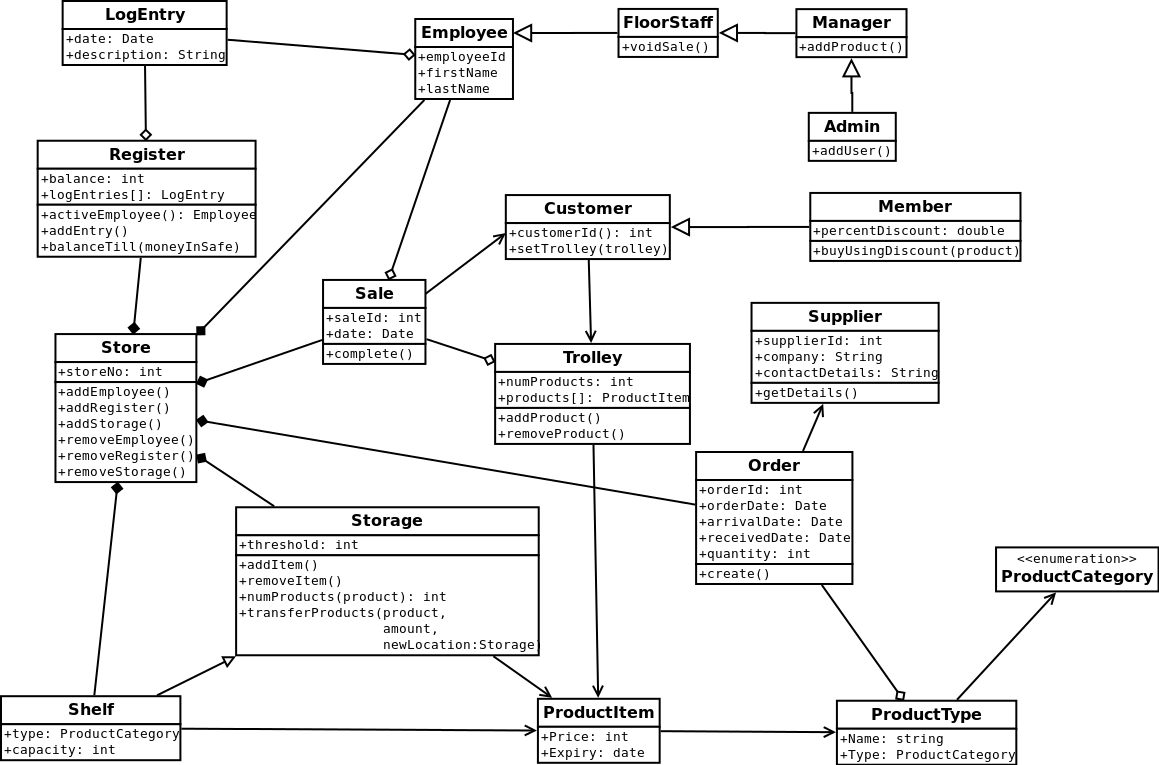 LogEntry
+date: Date
+description: String
Employee
+employeeId
+firstName
+lastName
FloorStaff
+voidSale()
Manager
+addProduct()
Admin
+addUser()
Register
+balance: int
+logEntries[]: LogEntry
+activeEmployee(): Employee
+addEntry()
+balanceTill(moneyInSafe)
Customer
+customerId(): int
+setTrolley(trolley)
Member
+percentDiscount: double
+buyUsingDiscount(product)
Sale
+saleId: int
+date: Date
+complete()
Supplier
+supplierId: int
+company: String
+contactDetails: String
+getDetails()
Store
+storeNo: int
+addEmployee()
+addRegister()
+addStorage()
+removeEmployee()
+removeRegister()
+removeStorage()
Trolley
+numProducts: int
+products[]: ProductItem
+addProduct()
+removeProduct()
Order
+orderId: int
+orderDate: Date
+arrivalDate: Date
+receivedDate: Date
+quantity: int
+create()
Storage
+threshold: int
+addItem()
+removeItem()
+numProducts(product): int
+transferProducts(product,
amount,
newLocation:Storage)
<<enumeration>>
ProductCategory
Shelf
+type: ProductCategory
+capacity: int
ProductItem
+Price: int
+Expiry: date
ProductType
+Name: string
+Type: ProductCategory